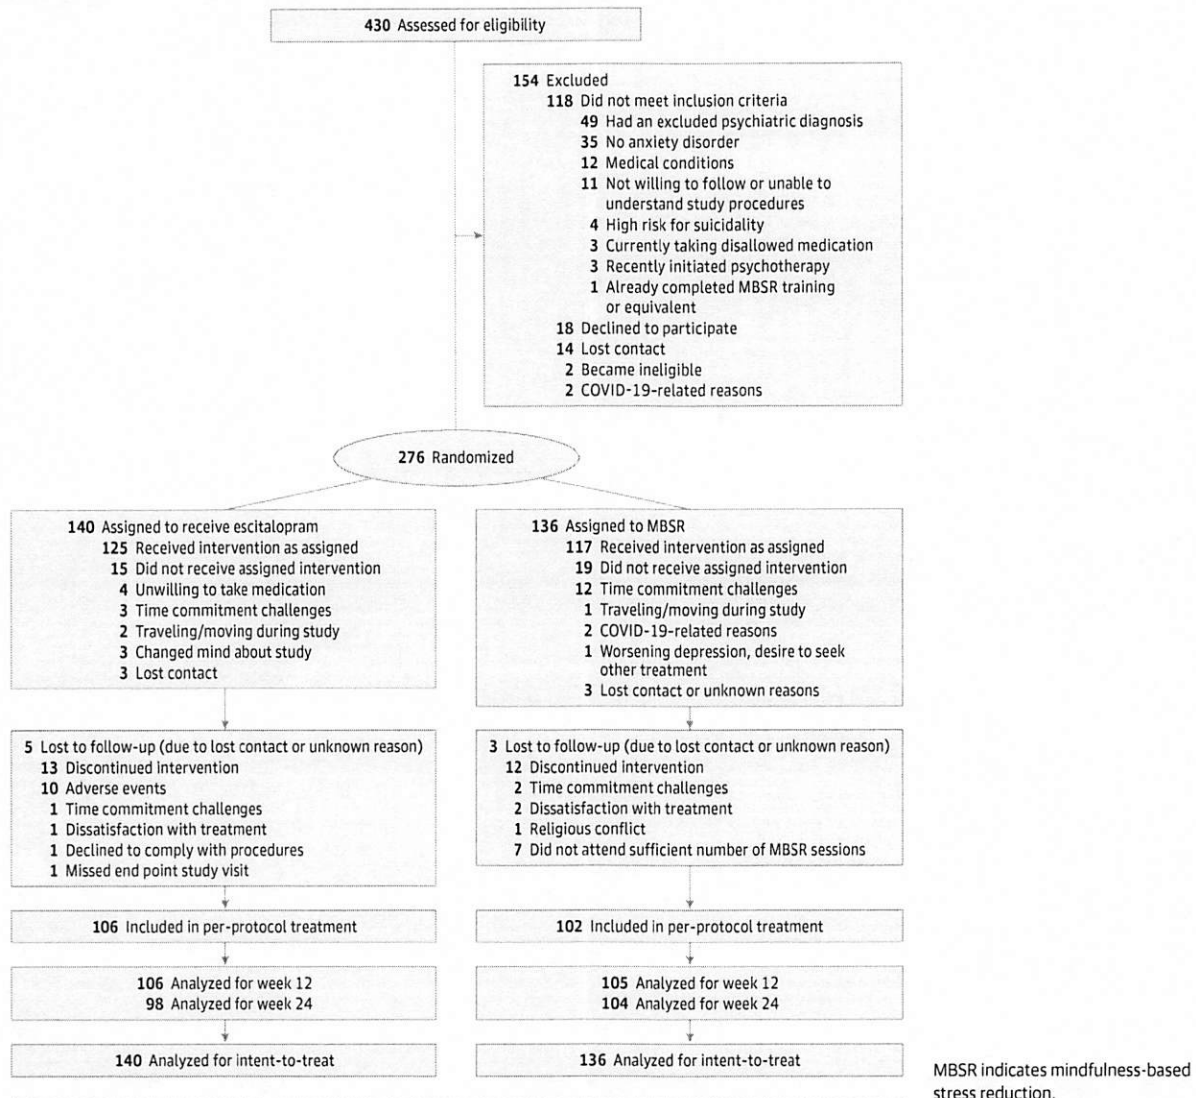 430 Assessed for eligibility
154 Excluded
118 Did not meet inclusion criteria
49 Had an excluded psychiatric diagnosis
35 No anxiety disorder
12 Medical conditions
11 Not willing to follow or unable to
understand study procedures
4 High risk for suicidality
3 Currently taking disallowed medication
3 Recently initiated psychotherapy
1 Already completed MBSR training
or equivalent
18 Declined to participate
14 Lost contact
2 Became ineligible
2 COVID-19-related reasons
276 Randomized
140 Assigned to receive escitalopram
125 Received intervention as assigned
15 Did not receive assigned intervention
4 Unwilling to take medication
3 Time commitment challenges
2 Traveling/moving during study
3 Changed mind about study
3 Lost contact
136 Assigned to MBSR
117 Received intervention as assigned
19 Did not receive assigned intervention
12 Time commitment challenges
1 Traveling/moving during study
2 COVID-19-related reasons
1 Worsening depression, desire to seek
other treatment
3 Lost contact or unknown reasons
5 Lost to follow-up (due to lost contact or unknown reason)
13 Discontinued intervention
10 Adverse events
1 Time commitment challenges
1 Dissatisfaction with treatment
1 Declined to comply with procedures
1 Missed end point study visit
3 Lost to follow-up (due to lost contact or unknown reason)
12 Discontinued intervention
2 Time commitment challenges
2 Dissatisfaction with treatment
1 Religious conflict
7 Did not attend sufficient number of MBSR sessions
106 Included in per-protocol treatment
102 Included in per-protocol treatment
106 Analyzed for week 12
98 Analyzed for week 24
105 Analyzed for week 12
104 Analyzed for week 24
140 Analyzed for intent-to-treat
136 Analyzed for intent-to-treat
MBSR indicates mindfulness-based
stress reduction.